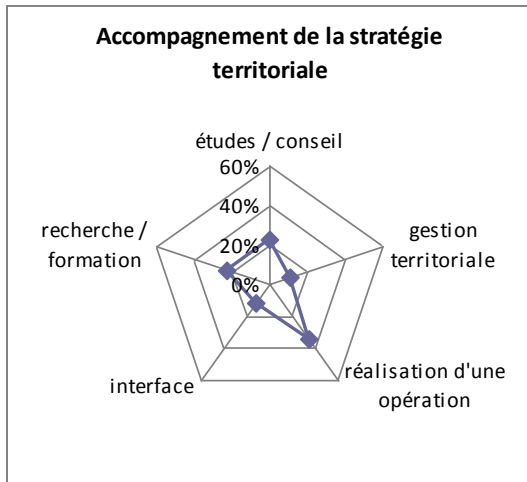 Accompagnement de la stratégie
territoriale
études / conseil
60%
40%
20%
0%
gestion
territoriale
réalisation d'une
opération
interface
recherche /
formation